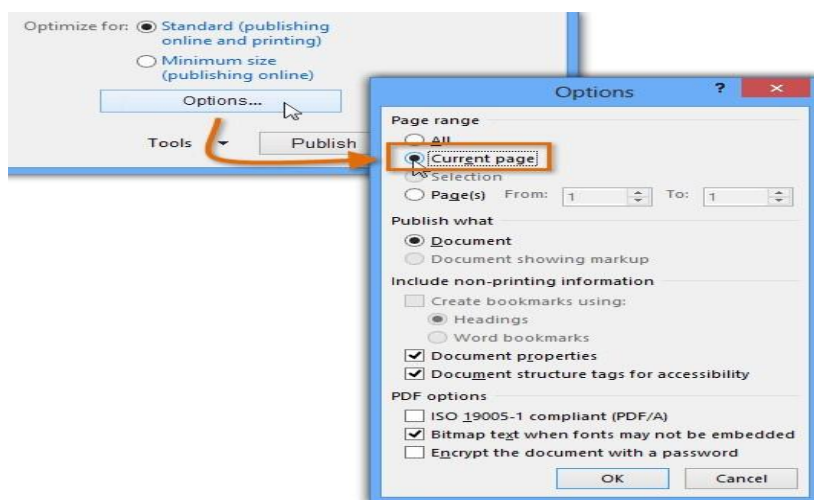 Optimize for: Standard (publishing
online and printing)
Minimum size
(publishing online)
Options...
Tools Publish
Options ?
Page range
All
Current page
Selection
Page(s) From: 1 To: 1
Publish what
Document
Document showing markup
Include non-printing information
Create bookmarks using:
Headings
Word bookmarks
Document properties
Document structure tags for accessibility
PDF options
ISO 19005-1 compliant (PDF/A)
Bitmap text when fonts may not be embedded
Encrypt the document with a password
OK Cancel